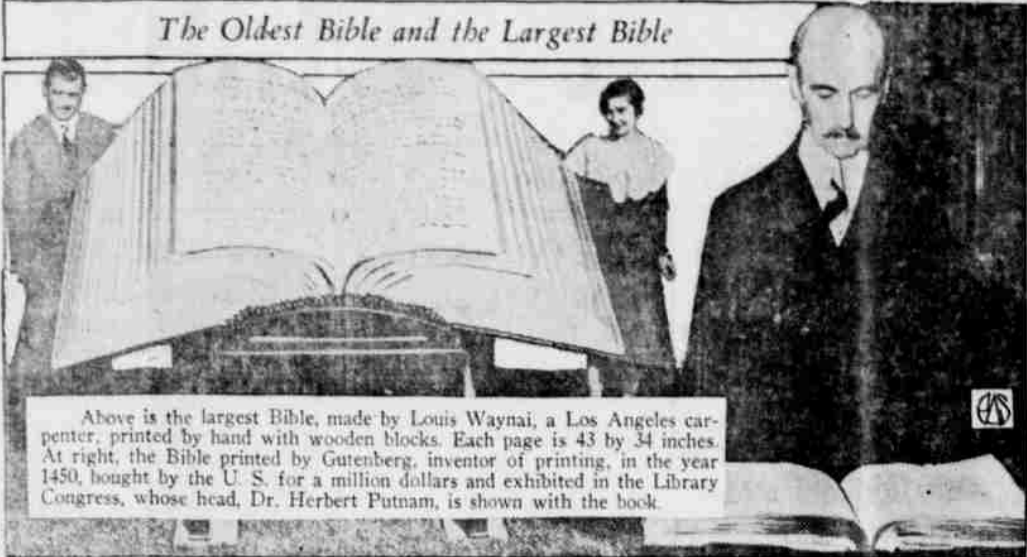 The Oldest Bible and the Largest Bible
Above is the largest Bible, made by Louis Waynai, a Los Angeles car-
penter, printed by hand with wooden blocks. Each page is 43 by 34 inches.
At right, the Bible printed by Gutenberg, inventor of printing, in the year
1450, bought by the U. S. for a million dollars and exhibited in the Library
Congress, whose head, Dr. Herbert Putnam, is shown with the book.